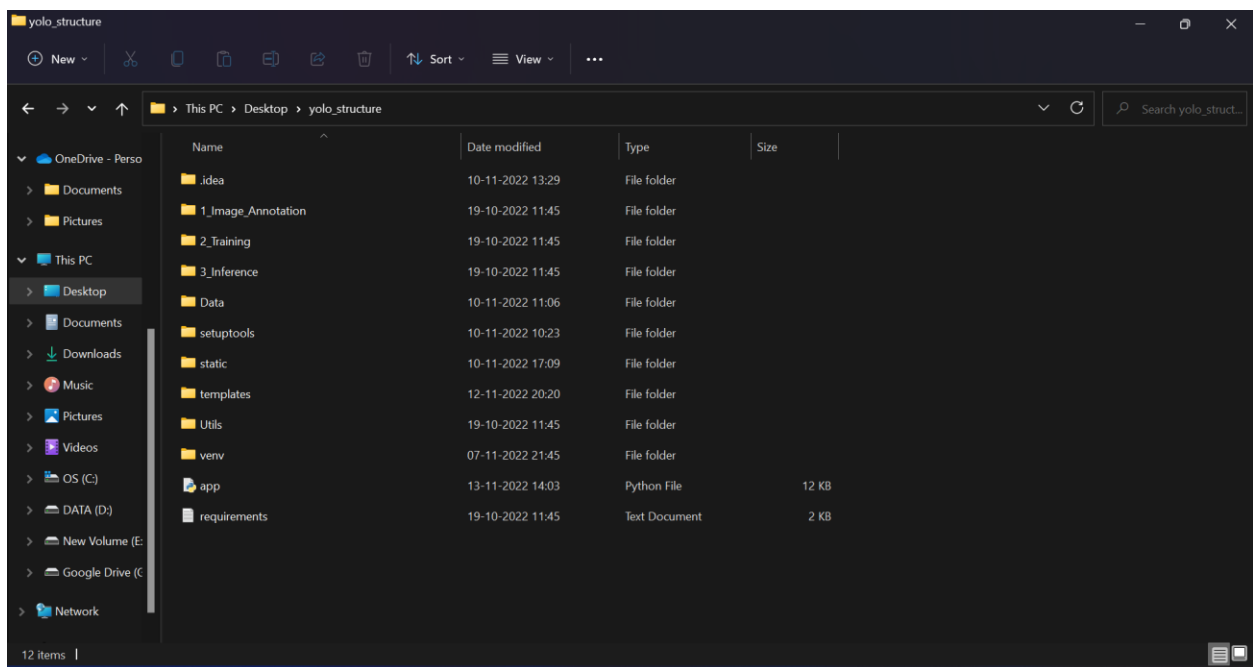 yolo_structure
New Sort View
This PC > Desktop > yolo_structure Search yolo_struct...
Name Date modified Type Size
OneDrive - Perso
Documents
Pictures
This PC
Desktop
Documents
Downloads
Music
Pictures
Videos
OS (C:)
DATA (D:)
New Volume (E:
Google Drive (G
Network
.idea 10-11-2022 13:29 File folder
1_Image_Annotation 19-10-2022 11:45 File folder
2_Training 19-10-2022 11:45 File folder
3_Inference 19-10-2022 11:45 File folder
Data 10-11-2022 11:06 File folder
setuptools 10-11-2022 10:23 File folder
static 10-11-2022 17:09 File folder
templates 12-11-2022 20:20 File folder
Utils 19-10-2022 11:45 File folder
venv 07-11-2022 21:45 File folder
app 13-11-2022 14:03 Python File 12 KB
requirements 19-10-2022 11:45 Text Document 2 KB
12 items